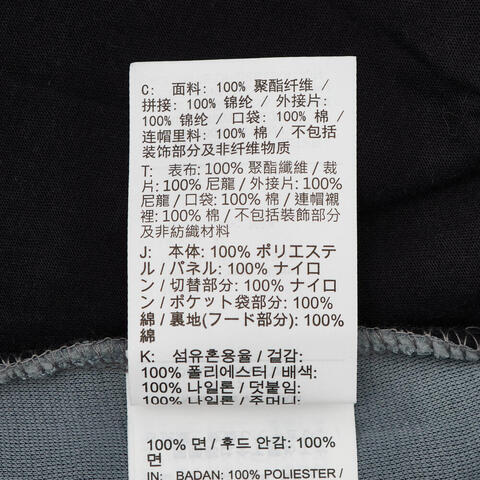 C: 面料: 100% 聚酯纤维 /
拼接: 100% 锦纶 / 外接片:
100% 锦纶 / 口袋: 100% 棉 /
连帽里料: 100% 棉 / 不包括
装饰部分及非纤维物质
T: 表布: 100% 聚酯纖維 / 裁
片: 100% 尼龍 / 外接片: 100%
尼龍 / 口袋: 100% 棉 / 連帽襯
裡: 100% 棉 / 不包括裝飾部分
及非紡織材料
J: 本体: 100% ポリエステ
ル / パネル: 100% ナイロ
ン / 切替部分: 100% ナイロ
ン / ポケット袋部分: 100%
綿 / 裏地(フード部分): 100%
綿
K: 섬유혼용율 / 겉감:
100% 폴리에스터 / 배색:
100% 나일론 / 덧붙임:
100% 나일론 / 주머니:
100% 면 / 후드 안감: 100%
면
IN: BADAN: 100% POLIESTER /